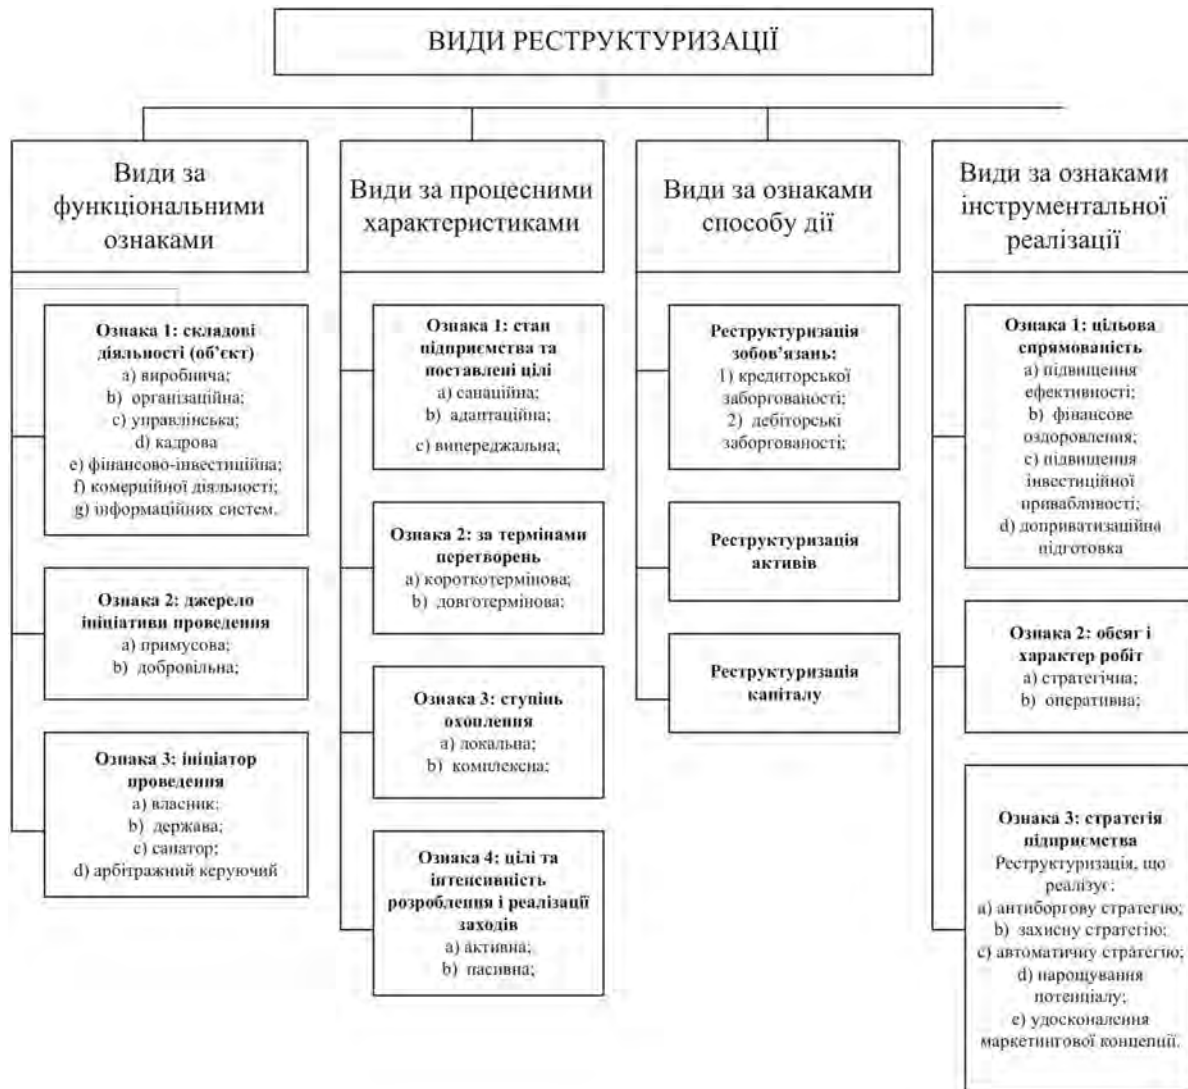 ВИДИ РЕСТРУКТУРИЗАЦІЇ
Види за
функціональними
ознаками
Ознака 1: складові
діяльності (об’єкт)
a) виробнича;
b) організаційна;
c) управлінська;
d) кадрова
e) фінансово-інвестиційна;
f) комерційної діяльності;
g) інформаційних систем.
Ознака 2: джерело
ініціативи проведення
a) примусова;
b) добровільна;
Ознака 3: ініціатор
проведення
a) власник;
b) держава;
c) санатор;
d) арбітражний керуючий
Види за процесними
характеристиками
Ознака 1: стан
підприємства та
поставлені цілі
a) санаційна;
b) адаптаційна;
c) випереджальна;
Ознака 2: за термінами
перетворень
a) короткотермінова;
b) довготермінова;
Ознака 3: ступінь
охоплення
a) локальна;
b) комплексна;
Ознака 4: цілі та
інтенсивність
розроблення і реалізації
заходів
a) активна;
b) пасивна;
Види за ознаками
способу дії
Реструктуризація
зобов’язань:
1) кредиторської
заборгованості;
2) дебіторські
заборгованості;
Реструктуризація
активів
Реструктуризація
капіталу
Види за ознаками
інструментальної
реалізації
Ознака 1: цільова
спрямованість
a) підвищення
ефективності;
b) фінансове
оздоровлення;
c) підвищення
інвестиційної
привабливості;
d) доприватизаційна
підготовка
Ознака 2: обсяг і
характер робіт
a) стратегічна;
b) оперативна;
Ознака 3: стратегія
підприємства
Реструктуризація, що
реалізує:
a) антиборгову стратегію;
b) захисну стратегію;
c) автоматичну стратегію;
d) нарощування
потенціалу;
e) удосконалення
маркетингової концепції.